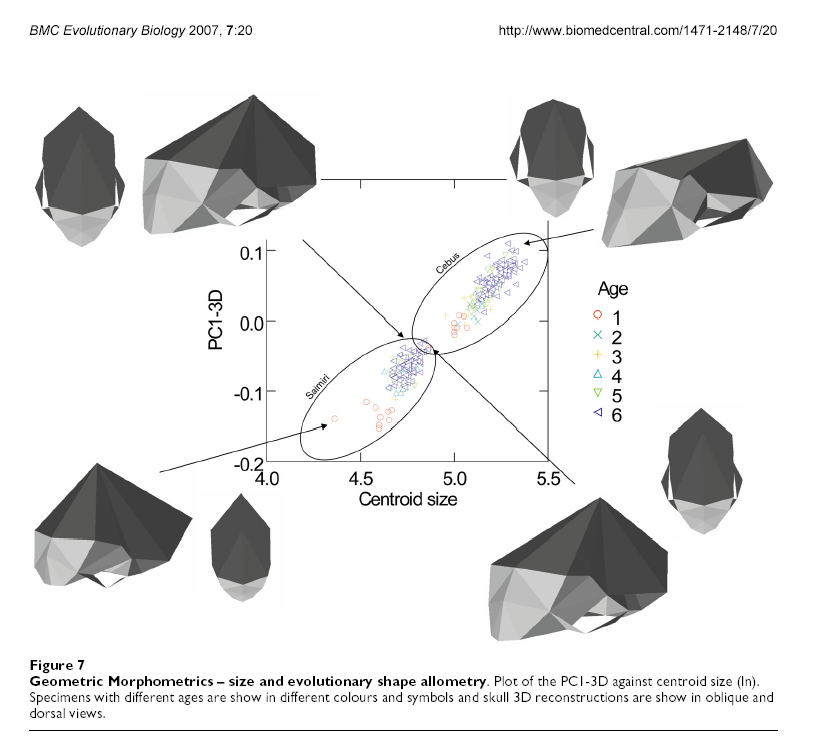 BMC Evolutionary Biology 2007, 7:20
http://www.biomedcentral.com/1471-2148/7/20
Cebus
Saimiri
PC1-3D
0.1
0.0
-0.1
-0.2
4.0
4.5
5.0
5.5
Centroid size
Age
1
2
3
4
5
6
Figure 7
Geometric Morphometrics – size and evolutionary shape allometry. Plot of the PC1-3D against centroid size (ln).
Specimens with different ages are show in different colours and symbols and skull 3D reconstructions are show in oblique and
dorsal views.